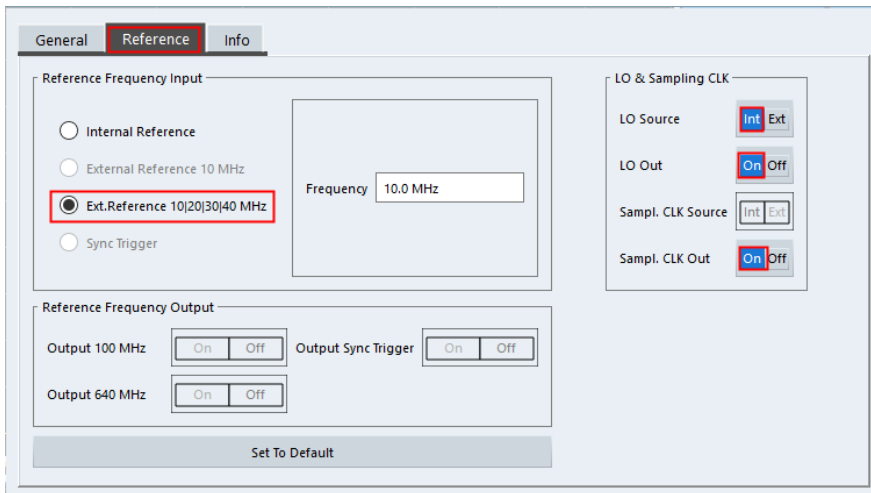 General Reference Info
Reference Frequency Input
Internal Reference
External Reference 10 MHz
Ext.Reference 10|20|30|40 MHz
Sync Trigger
Frequency 10.0 MHz
Reference Frequency Output
Output 100 MHz On Off Output Sync Trigger On Off
Output 640 MHz On Off
Set To Default
LO & Sampling CLK
LO Source Int Ext
LO Out On Off
Sampl. CLK Source Int Ext
Sampl. CLK Out On Off